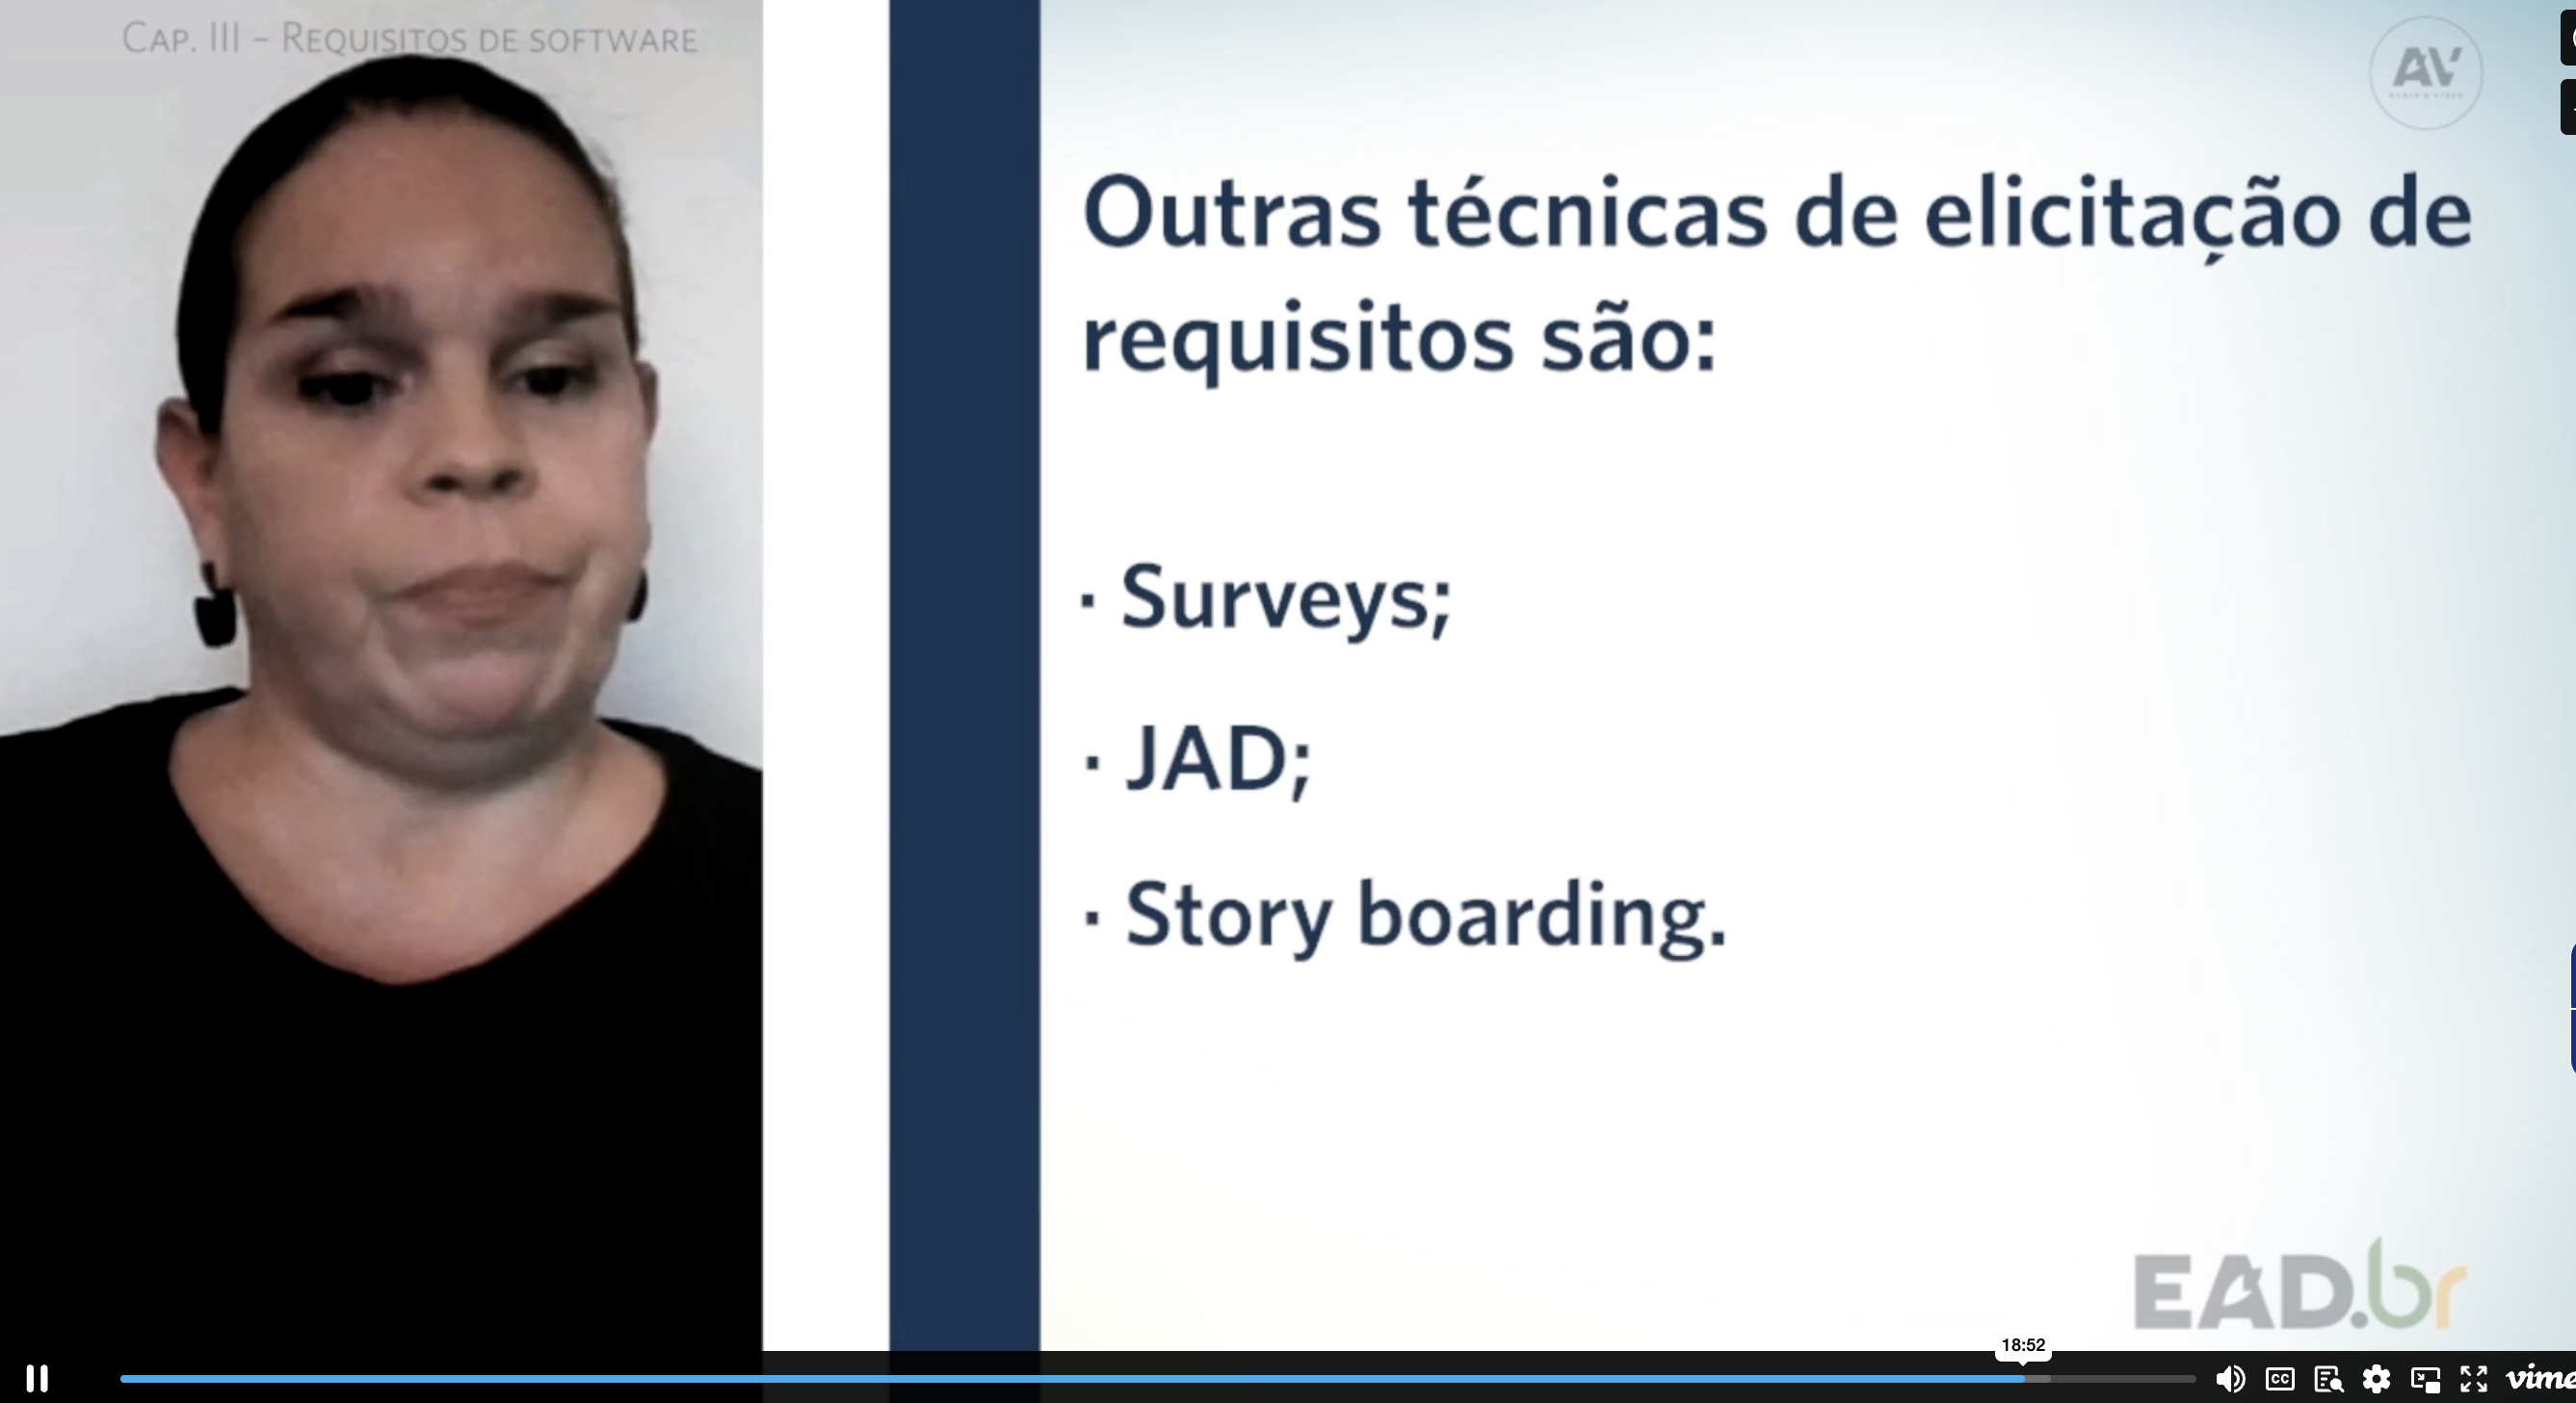 Cap. III – Requisitos de software
AV
Outras técnicas de elicitação de
requisitos são:
· Surveys;
· JAD;
· Story boarding.
EAD.br
18:52
CC
vime